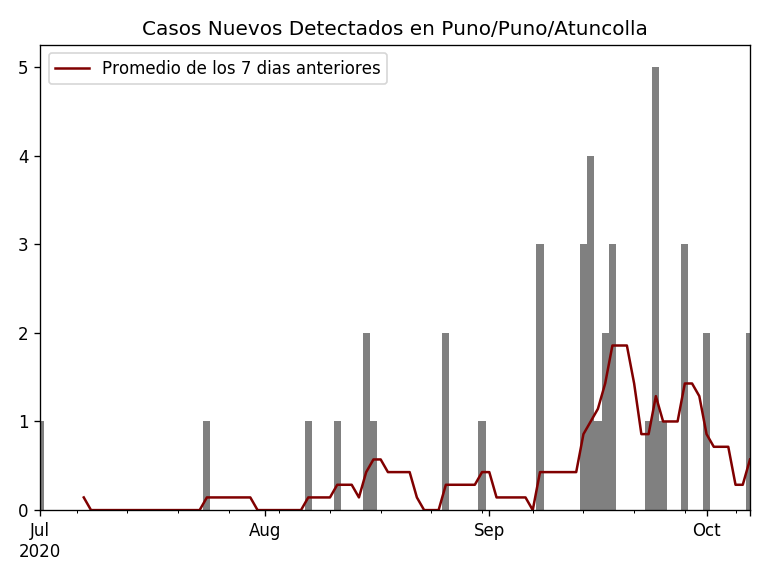 Casos Nuevos Detectados en Puno/Puno/Atuncolla
Promedio de los 7 dias anteriores
5
4
3
2
1
0
Jul
2020
Aug
Sep
Oct